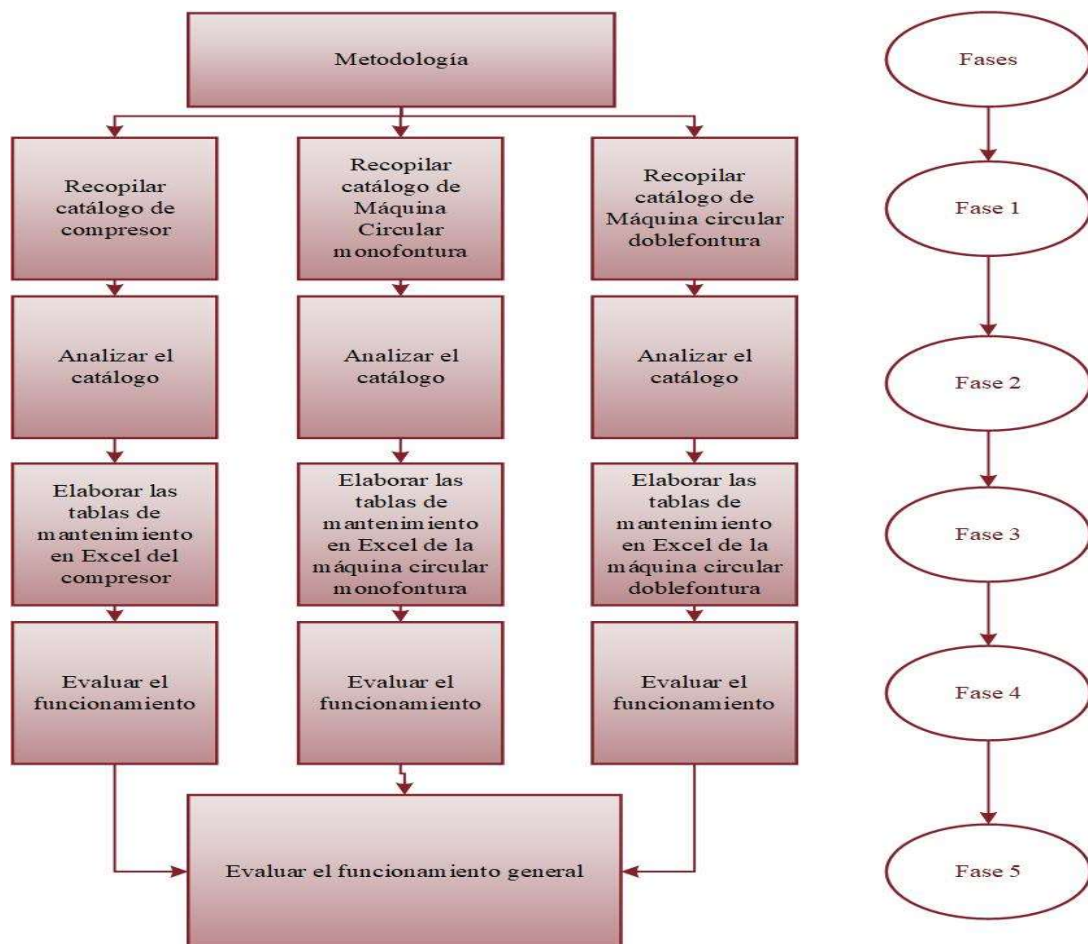 Metodología
Fases
Recopilar
catálogo de
compresor
Recopilar
catálogo de
Máquina
Circular
monofontura
Recopilar
catálogo de
Máquina circular
doblefontura
Fase 1
Analizar el
catálogo
Analizar el
catálogo
Analizar el
catálogo
Fase 2
Elaborar las
tablas de
mantenimiento
en Excel del
compresor
Elaborar las
tablas de
mantenimiento
en Excel de la
máquina circular
monofontura
Elaborar las
tablas de
mantenimiento
en Excel de la
máquina circular
doblefontura
Fase 3
Evaluar el
funcionamiento
Evaluar el
funcionamiento
Evaluar el
funcionamiento
Fase 4
Evaluar el funcionamiento general
Fase 5